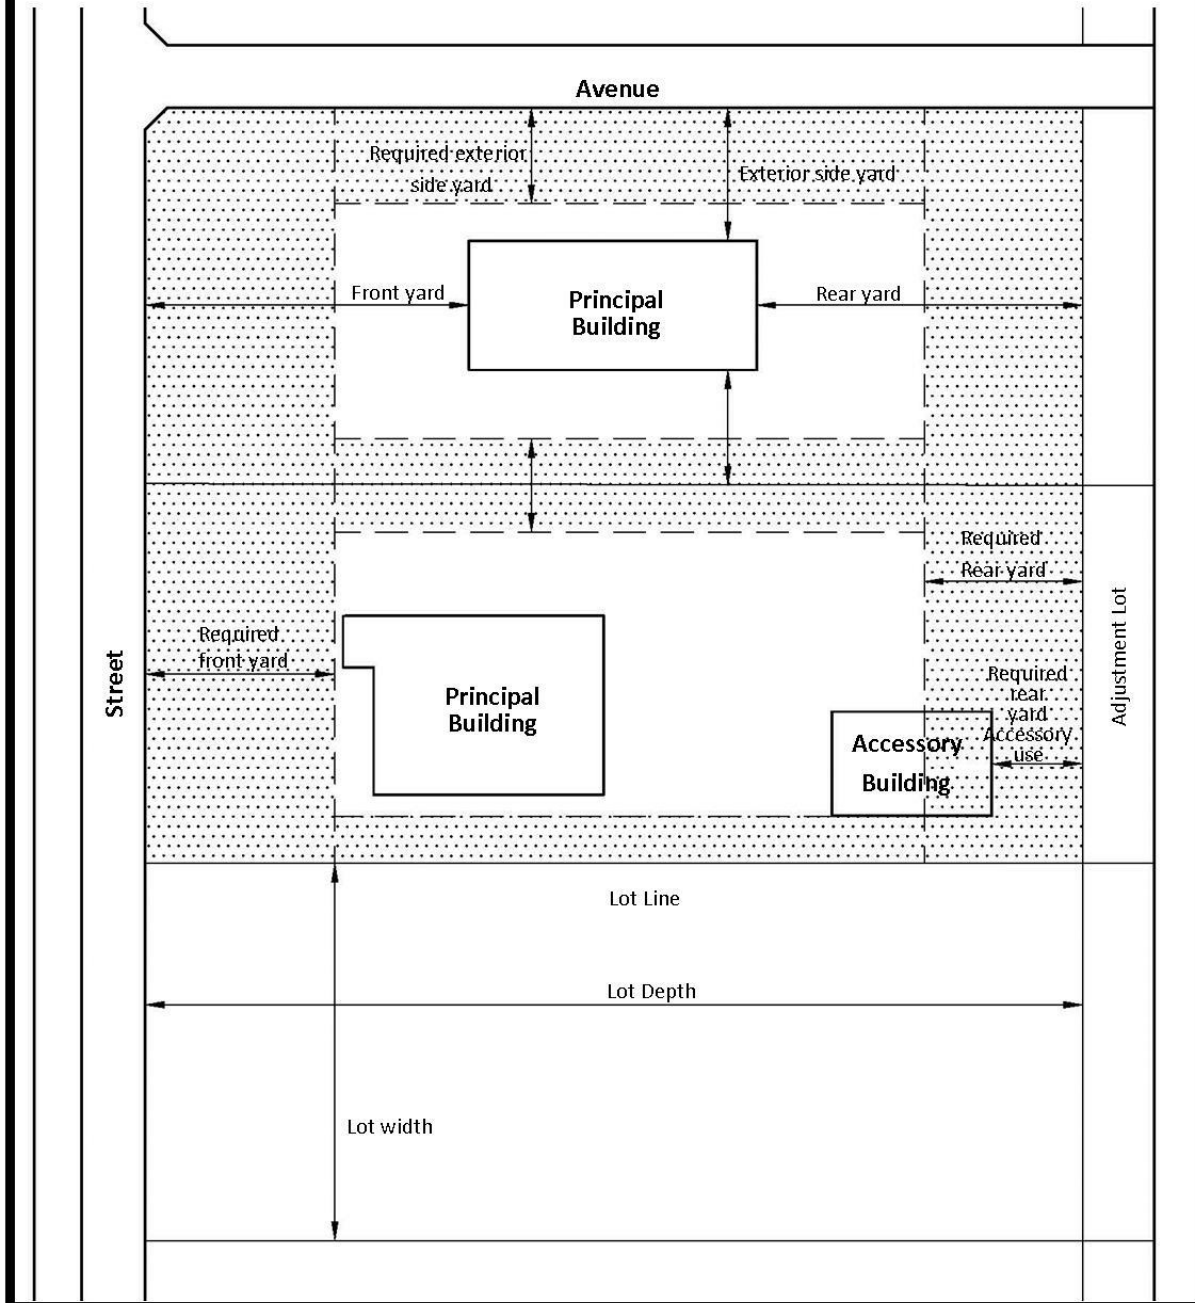 Avenue
Required exterior
side yard
Exterior side yard
Front yard
Principal
Building
Rear yard
Required
Rear yard
Adjustment Lot
Street
Required
front yard
Principal
Building
Required
rear
yard
Accessory
use
Accessory
Building
Lot Line
Lot Depth
Lot width